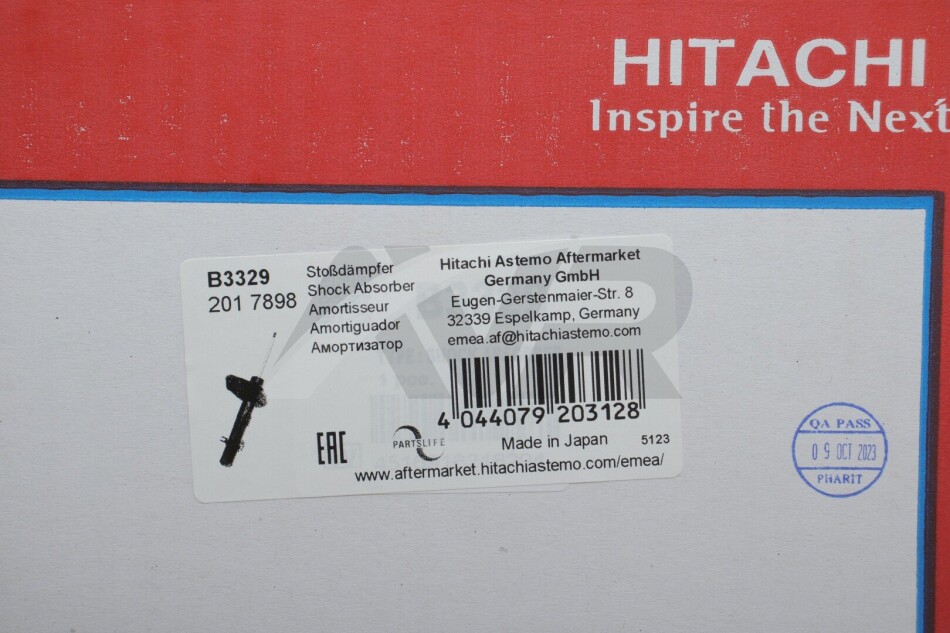 HITACHI
Inspire the Next
B3329
201 7898
Stoßdämpfer
Shock Absorber
Amortisseur
Amortiguador
Амортизатор
Hitachi Astemo Aftermarket
Germany GmbH
Eugen-Gerstenmaier-Str. 8
32339 Espelkamp, Germany
emea.af@hitachiastemo.com
4 044079 203128
EAC
PARTSLIFE
Made in Japan
5123
www.aftermarket.hitachiastemo.com/emea/
QA PASS
09 OCT 2023
PHARIT
AVR